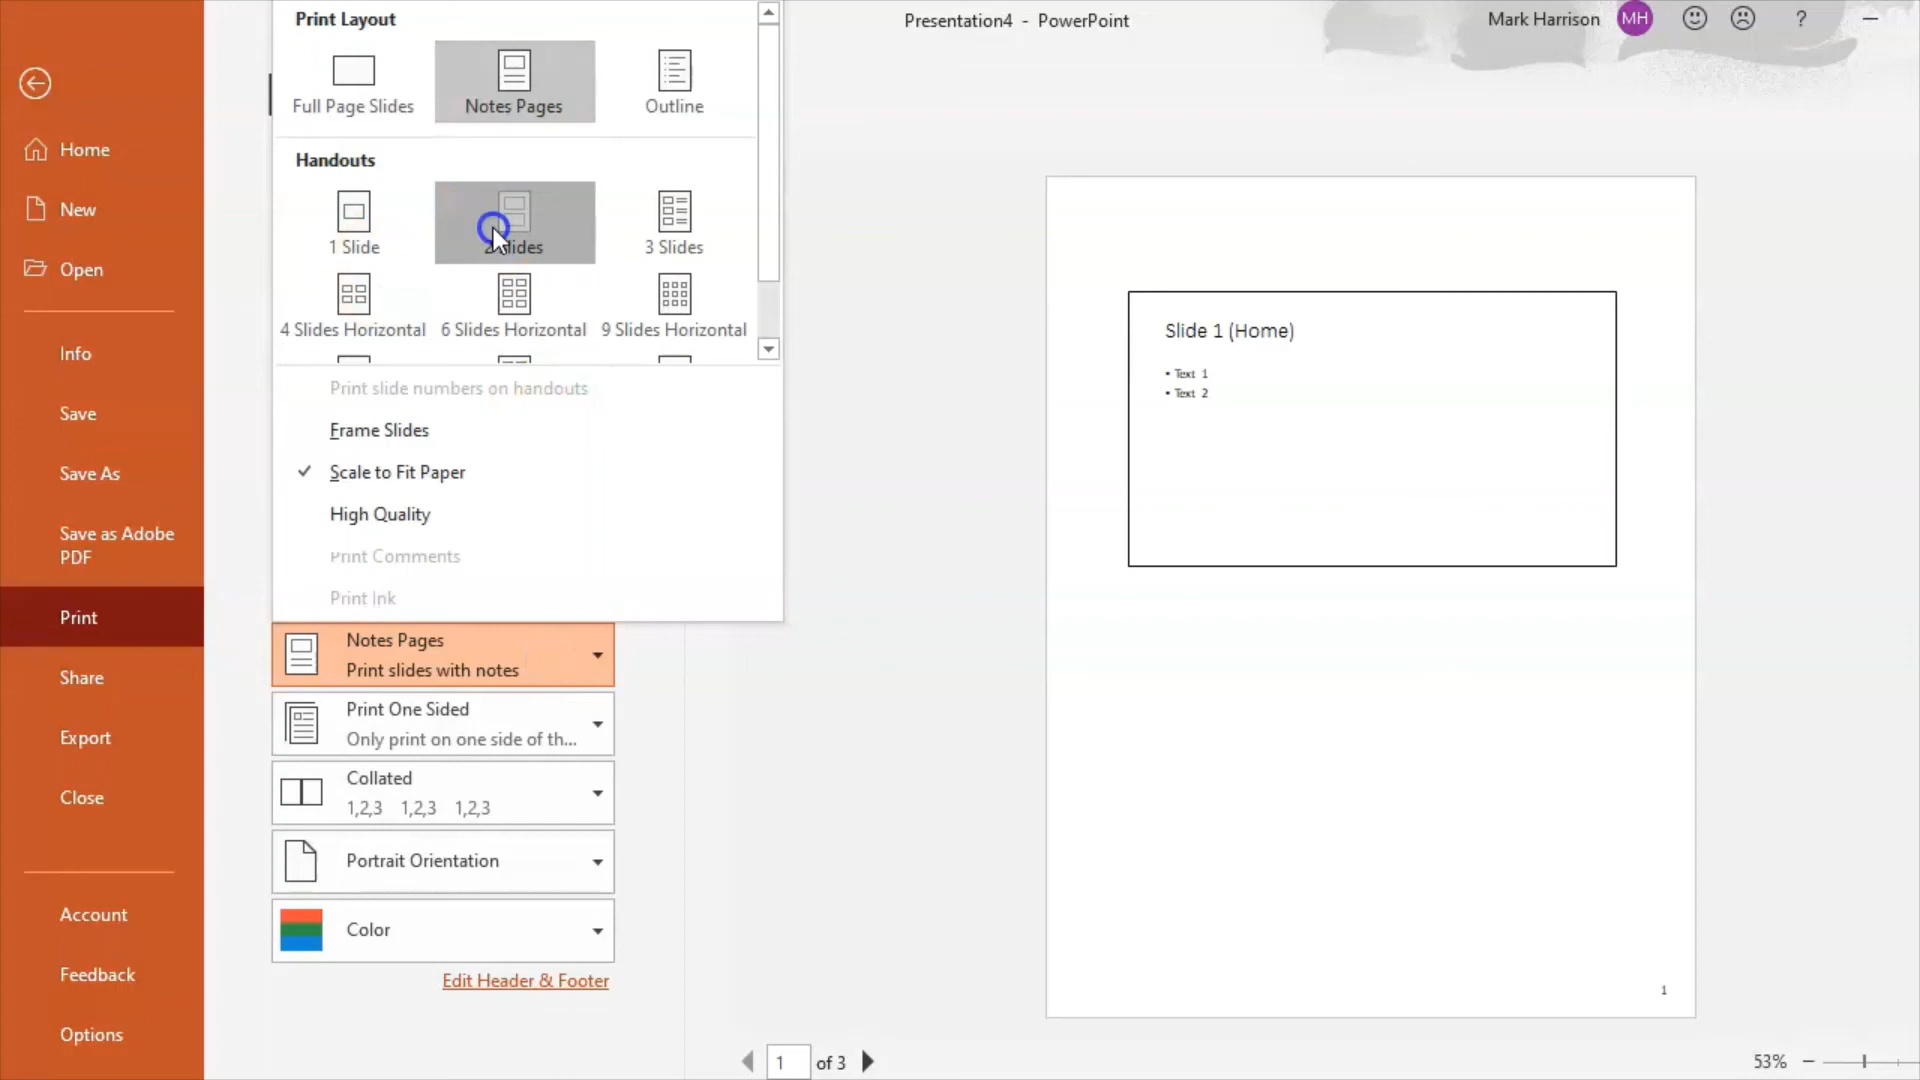 Print Layout
Presentation4 - PowerPoint
Mark Harrison
MH
?
Full Page Slides
Notes Pages
Outline
Home
Handouts
New
1 Slide
2 Slides
3 Slides
Open
4 Slides Horizontal
6 Slides Horizontal
9 Slides Horizontal
Info
Print slide numbers on handouts
Save
Frame Slides
Save As
Scale to Fit Paper
High Quality
Save as Adobe
PDF
Print Comments
Print Ink
Print
Notes Pages
Print slides with notes
Share
Print One Sided
Only print on one side of th...
Export
Collated
1,2,3 1,2,3 1,2,3
Close
Portrait Orientation
Account
Color
Feedback
Edit Header & Footer
Options
Slide 1 (Home)
• Text 1
• Text 2
1
1 of 3
53%